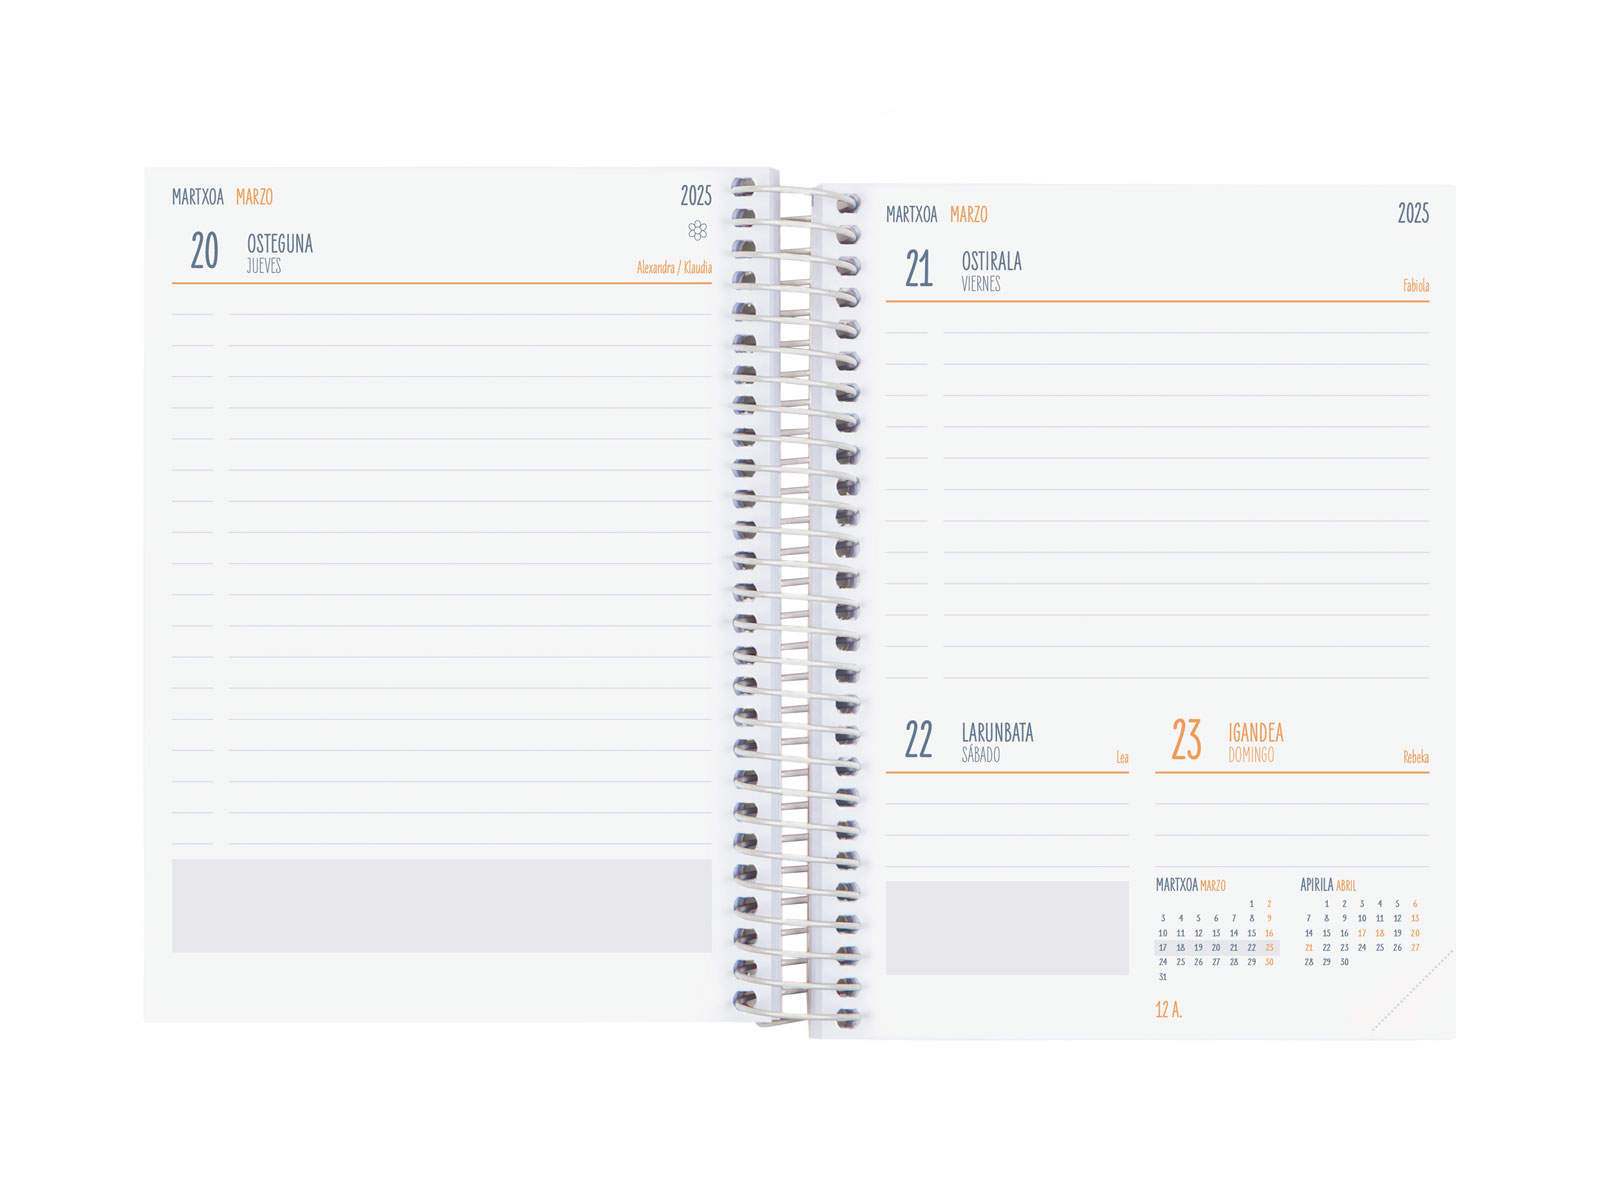 MARTXOA MARZO 2025
20 OSTEGUNA
JUEVES
Alexandra / Klaudia
MARTXOA MARZO 2025
21 OSTIRALA
VIERNES
Fabiola
22 LARUNBATA
SÁBADO
Lea
23 IGANDEA
DOMINGO
Rebeka
MARTXOA MARZO
1 2
3 4 5 6 7 8 9
10 11 12 13 14 15 16
17 18 19 20 21 22 23
24 25 26 27 28 29 30
31
APIRILA ABRIL
1 2 3 4 5 6
7 8 9 10 11 12 13
14 15 16 17 18 19 20
21 22 23 24 25 26 27
28 29 30
12 A.